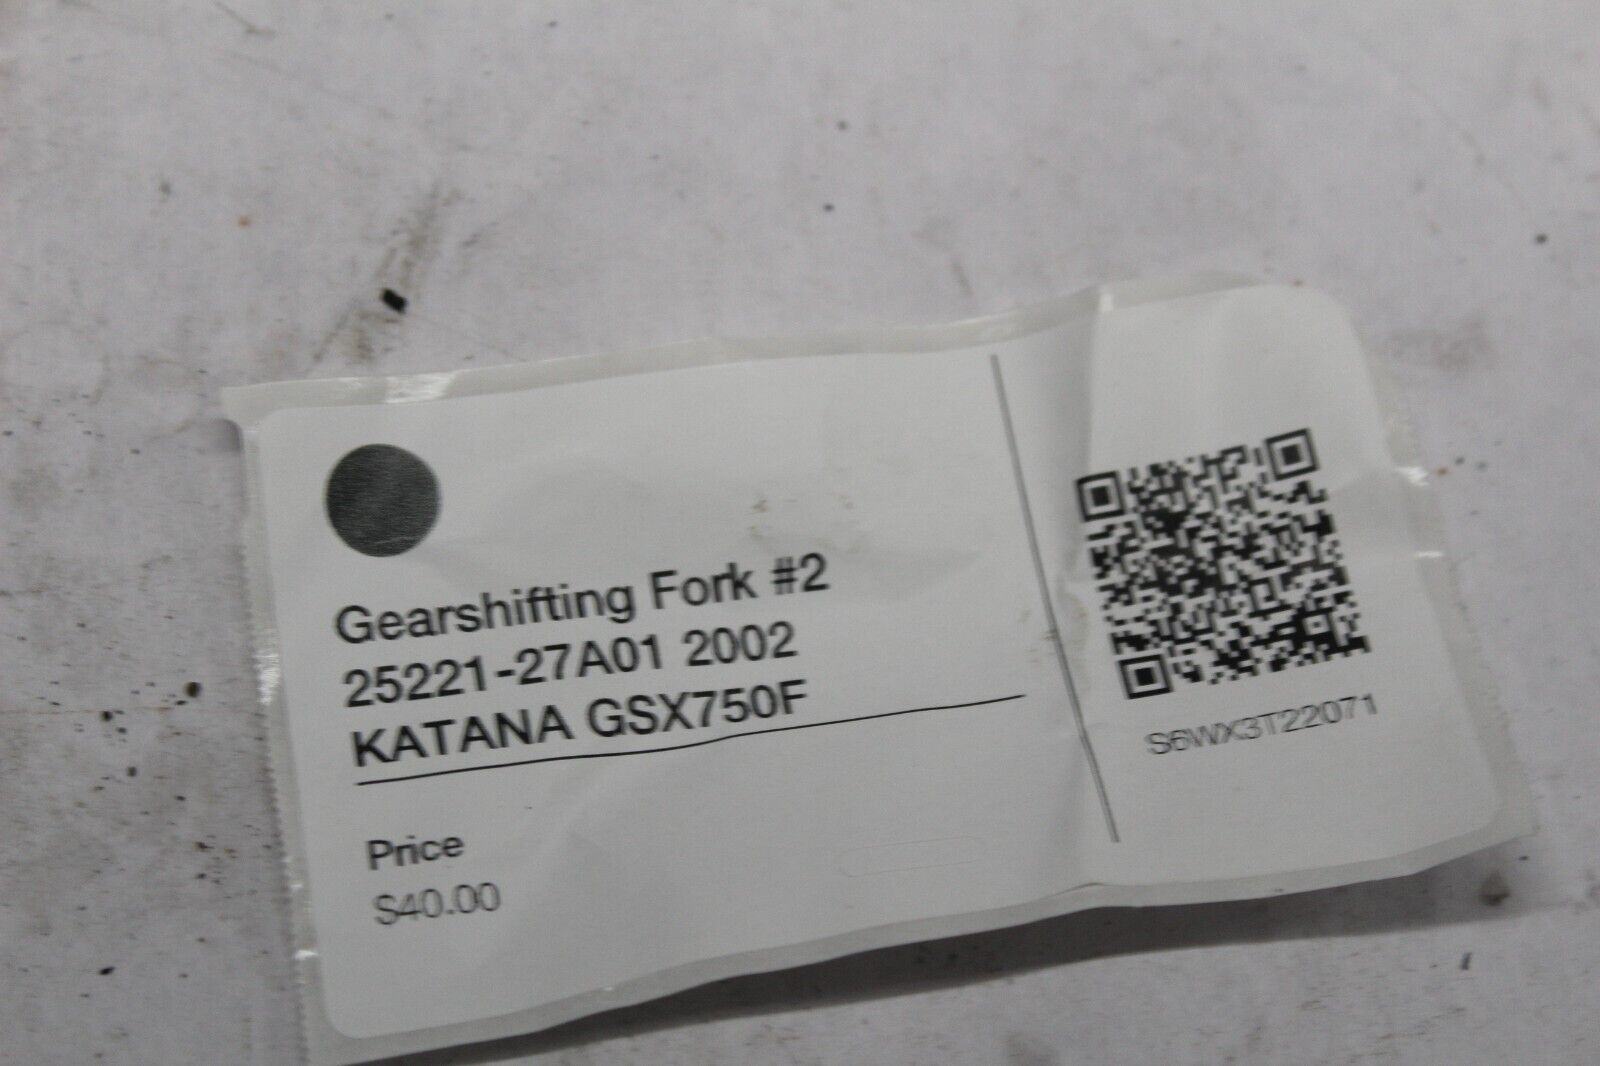 Gearshifting Fork #2
25221-27A01 2002
KATANA GSX750F
Price
$40.00
S6WX3T22071